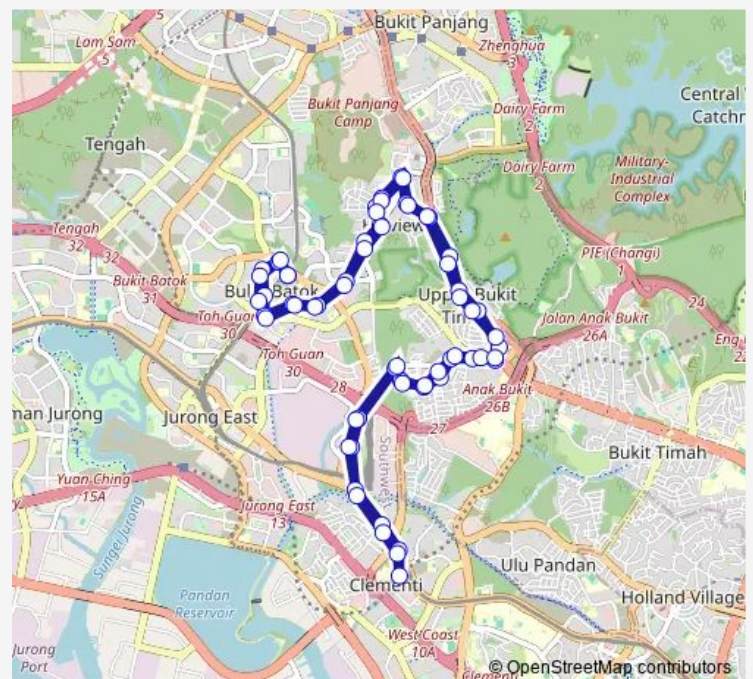 Bukit Panjang
Lam Sam
5
5
Zhenghua
3
Central
Catchm
Bukit Panjang
Camp
Dairy Farm
2
Tengah
Dairy Farm
2
Military-
Industrial
Complex
Tengah
32
32
Bukit Batok
31
PIE (Changi)
1
24
Toh Guan
30
Jalan Anak Bukit
26A
Toh Guan
30
28
Anak Bukit
26B
27
Jurong East
Bukit Timah
Yuan Ching
15A
Jurong East
13
Sungei Jurong
Pandan
Reservoir
Ulu Pandan
Clementi
Holland Village
West Coast
10A
Jurong
Port
Clementi
© OpenStreetMap contributors